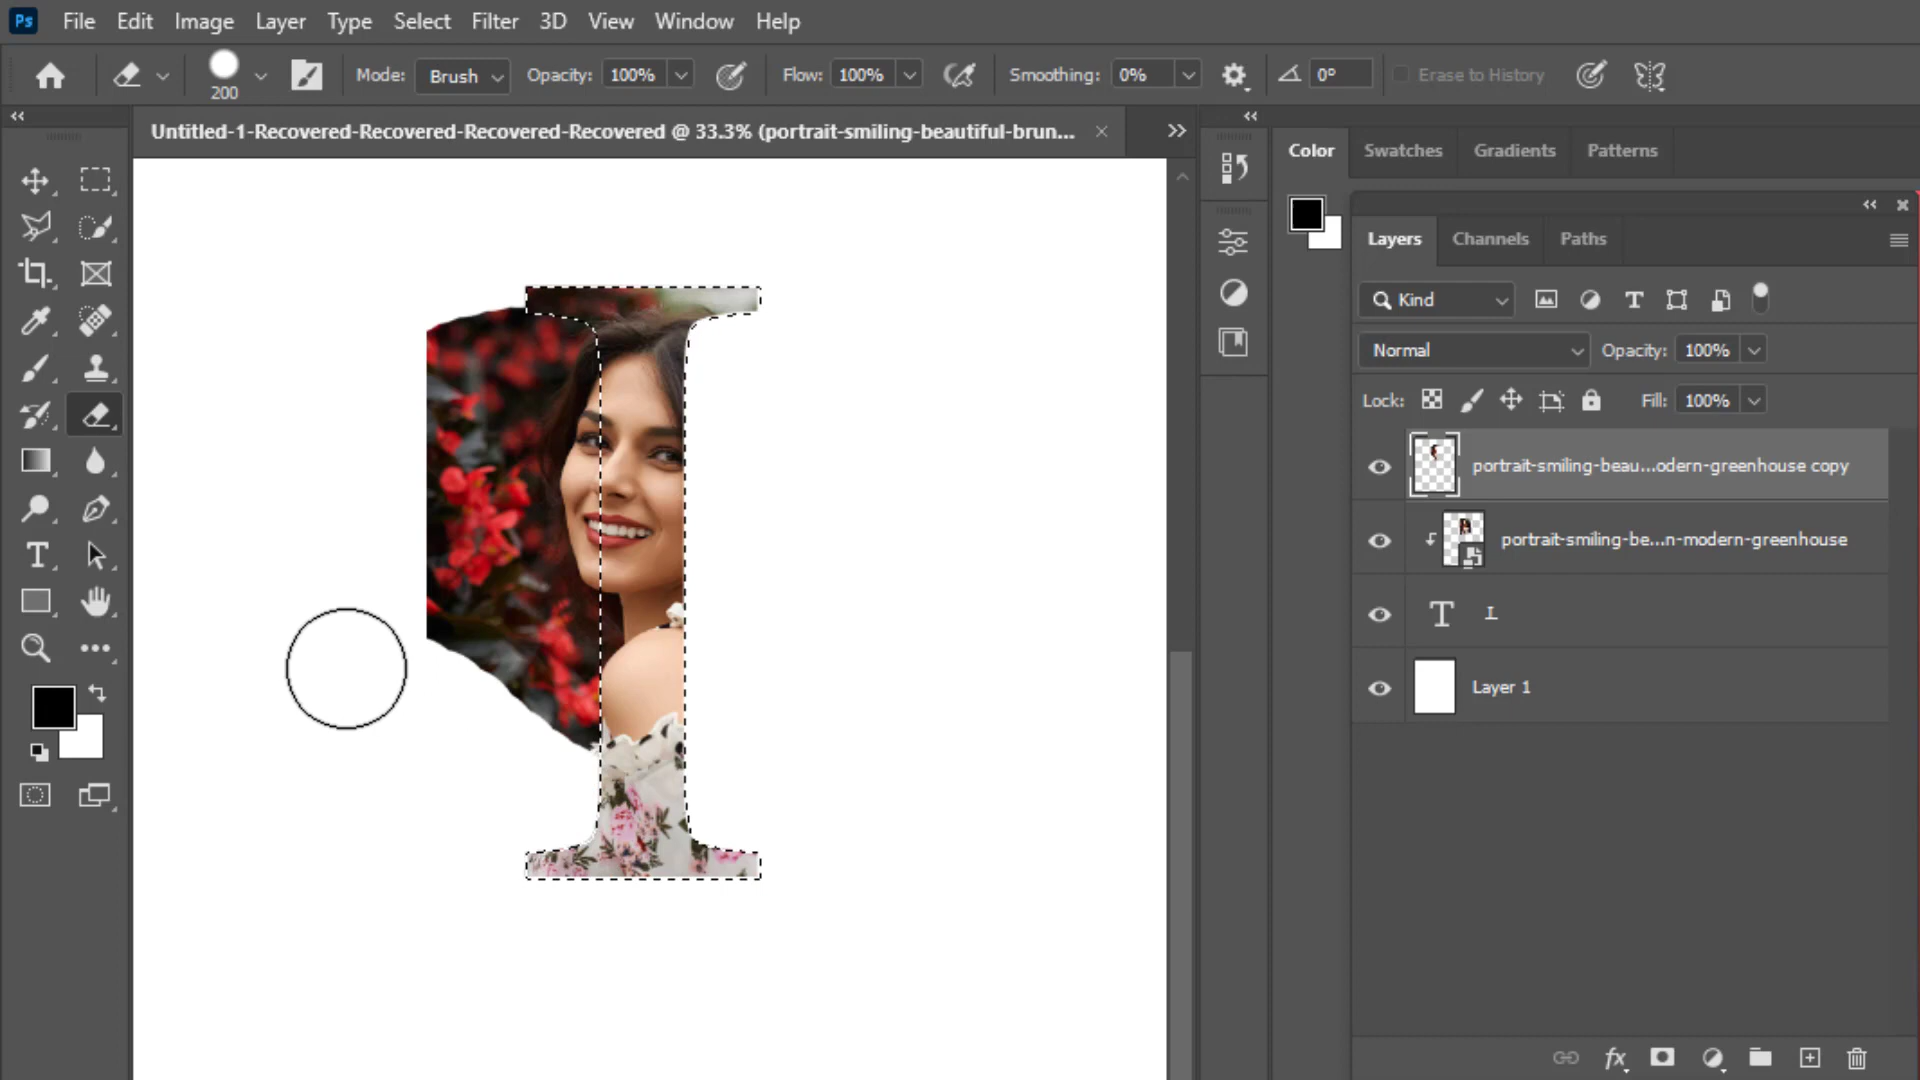 Ps File Edit Image Layer Type Select Filter 3D View Window Help
200 Mode: Brush Opacity: 100% Flow: 100% Smoothing: 0% 0° Erase to History
Untitled-1-Recovered-Recovered-Recovered-Recovered @ 33.3% (portrait-smiling-beautiful-brun...
Color Swatches Gradients Patterns
Layers Channels Paths
Kind
Normal Opacity: 100%
Lock: Fill: 100%
portrait-smiling-beau...odern-greenhouse copy
portrait-smiling-be...n-modern-greenhouse
T I
Layer 1
I